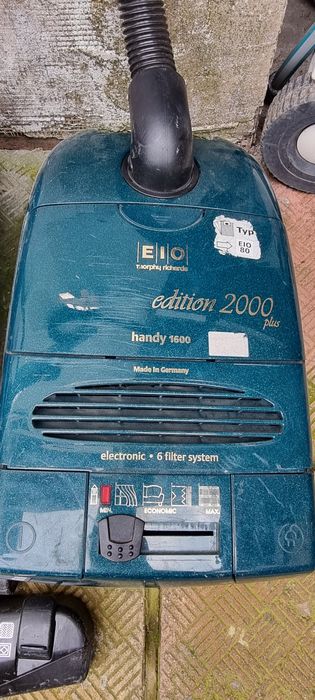 Typ
EIO
80
EIO
morphy richards
edition 2000
plus
handy 1600
Made in Germany
electronic • 6 filter system
MIN.
ECONOMIC
MAX.